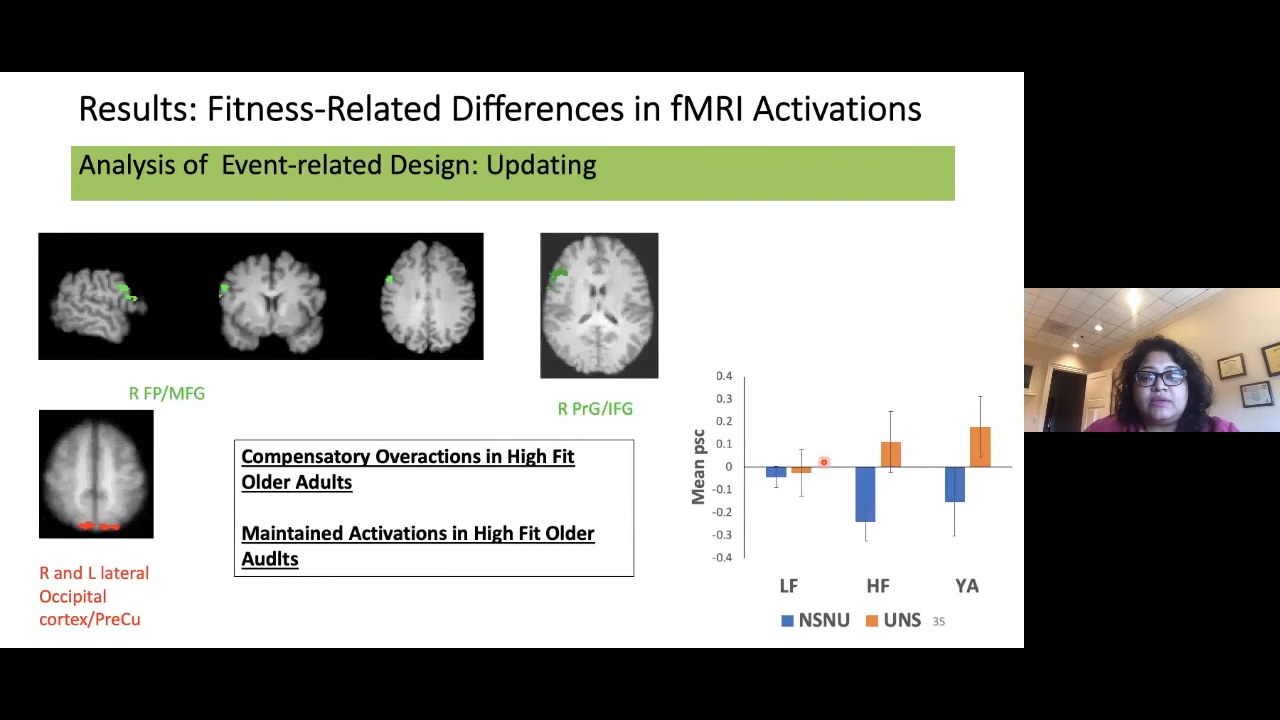 Results: Fitness-Related Differences in fMRI Activations
Analysis of Event-related Design: Updating
R FP/MFG
R PrG/IFG
Compensatory Overactions in High Fit
Older Adults
Maintained Activations in High Fit Older
Audlts
R and L lateral
Occipital
cortex/PreCu
Mean psc
0.4
0.3
0.2
0.1
0
-0.1
-0.2
-0.3
-0.4
LF HF YA
NSNU UNS 35